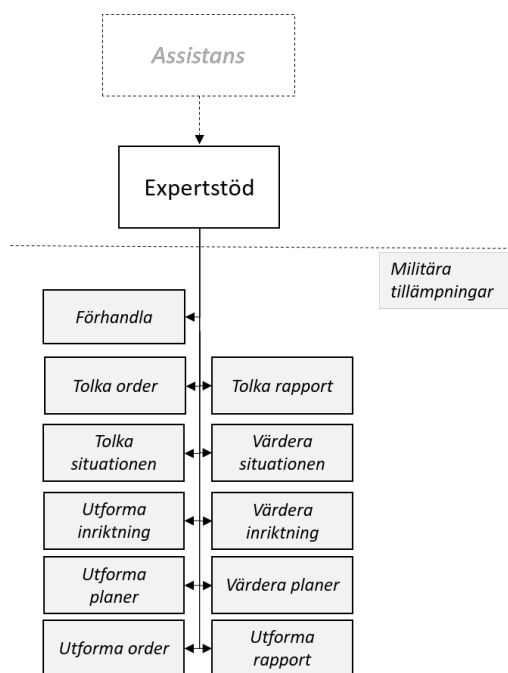 Assistans
Expertstöd
Militära
tillämpningar
Förhandla
Tolka order
Tolka rapport
Tolka
situationen
Värdera
situationen
Utforma
inriktning
Värdera
inriktning
Utforma
planer
Värdera planer
Utforma order
Utforma
rapport